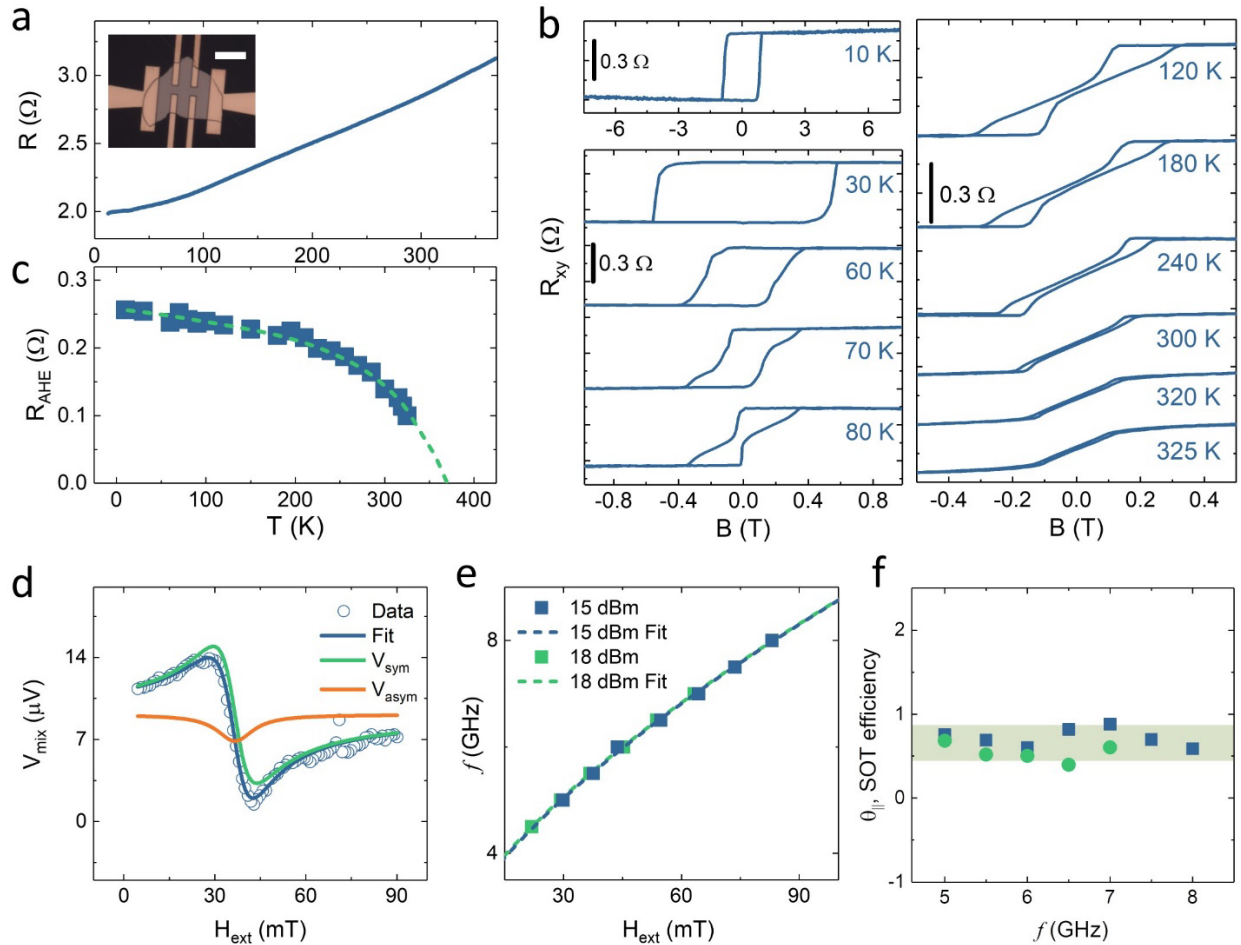 a
R (Ω)
3.0
2.5
2.0
0
100
200
300
c
R_AHE (Ω)
0.3
0.2
0.1
0.0
0
100
200
300
400
T (K)
b
R_xy (Ω)
0.3 Ω
10 K
-6
-3
0
3
6
0.3 Ω
30 K
60 K
70 K
80 K
-0.8
-0.4
0.0
0.4
0.8
B (T)
0.3 Ω
120 K
180 K
240 K
300 K
320 K
325 K
-0.4
-0.2
0.0
0.2
0.4
B (T)
d
V_mix (μV)
14
7
0
Data
Fit
V_sym
V_asym
0
30
60
90
H_ext (mT)
e
f (GHz)
8
4
15 dBm
15 dBm Fit
18 dBm
18 dBm Fit
30
60
90
H_ext (mT)
f
θ_||, SOT efficiency
2
1
0
-1
5
6
7
8
f (GHz)